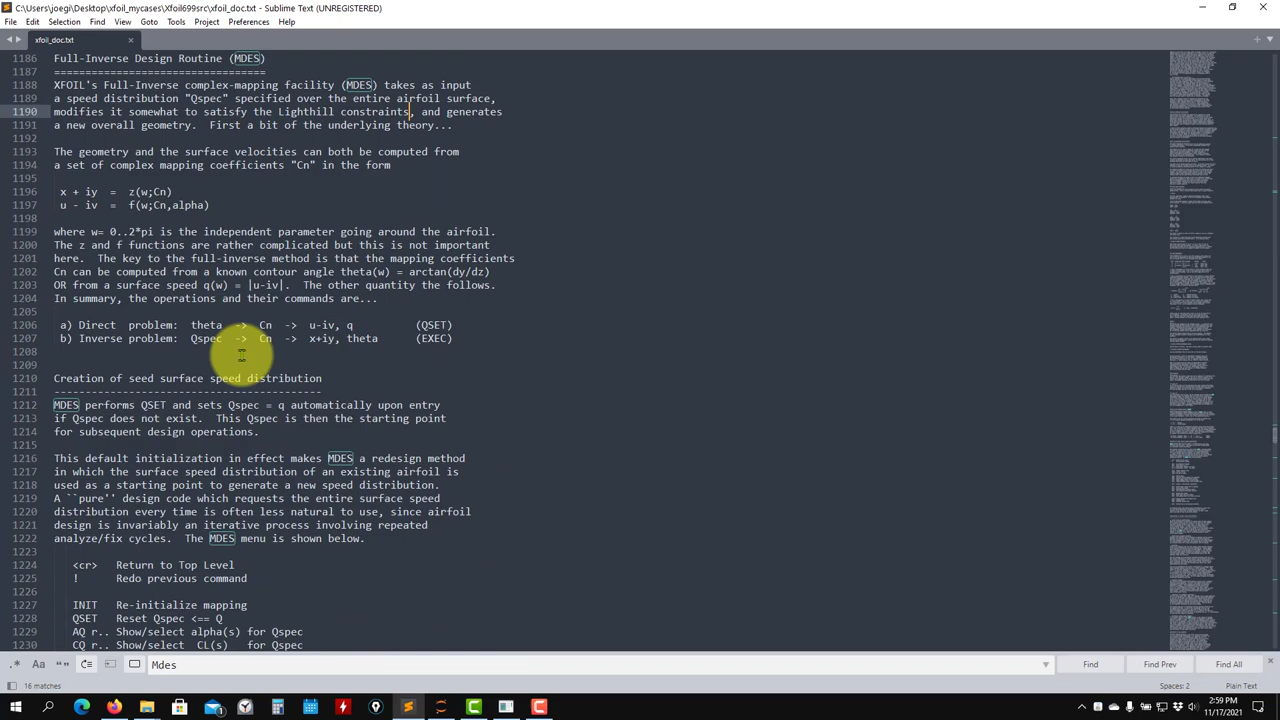 C:\Users\joegi\Desktop\xfoil_mycases\Xfoil699src\xfoil_doc.txt - Sublime Text (UNREGISTERED)
File Edit Selection Find View Goto Tools Project Preferences Help
xfoil_doc.txt
1186 Full-Inverse Design Routine (MDES)
1187 ==================================
1188 XFOIL's Full-Inverse complex-mapping facility (MDES) takes as input
1189 a speed distribution "Qspec" specified over the entire airfoil surface,
1190 modifies it somewhat to satisfy the Lighthill constraints, and generates
1191 a new overall geometry.  First a bit of the underlying theory...
1192
1193 The geometry and the surface velocities can both be computed from
1194 a set of complex mapping coefficients "Cn" in the form
1195
1196 x + iy  =  z(w;Cn)
1197 u - iv  =  f(w;Cn,alpha)
1198
1199 where w= 0..2*pi is the independent parameter going around the airfoil.
1200 The z and f functions are rather complicated but this is not important
1201 here.  The key to the full-inverse method is that the mapping coefficients
1202 Cn can be computed from a known contour angle theta(w) = arctan(dy/dx),
1203 OR from a surface speed q(w) = |u-iv|.  The other quantity the follows.
1204 In summary, the operations and their commands are...
1205
1206 a) Direct  problem:  theta  ->  Cn  ->  u-iv, q  (QSET)
1207 b) Inverse problem:  Qspec  ->  Cn  ->  x+iy, theta  (EXEC)
1208
1209
1210 Creation of seed surface speed distribution
1211 -------------------------------------------
1212 MDES performs QSET and sets Qspec = q automatically upon entry
1213 if Qspec does not exist.  This Qspec is then the starting point
1214 for subsequent design operations.
1215
1216 This default initialization in effect makes MDES a redesign method
1217 in which the surface speed distribution of an existing airfoil is
1218 used as a starting point to generate a new speed distribution.
1219 A ``pure'' design code which requests the entire surface speed
1220 distribution every time is often less natural to use, since airfoil
1221 design is invariably an iterative process involving repeated
1222 analyze/fix cycles.  The MDES menu is shown below.
1223
1224 <cr>  Return to Top Level
1225 !  Redo previous command
1226
1227 INIT  Re-initialize mapping
1228 QSET  Reset Qspec <== Q
1229 AQ r.. Show/select alpha(s) for Qspec
1230 CQ r.. Show/select  CL(s)  for Qspec
.* Aa “” Mdes Find Find Prev Find All
16 matches Spaces: 2 Plain Text
2:59 PM
11/17/2021